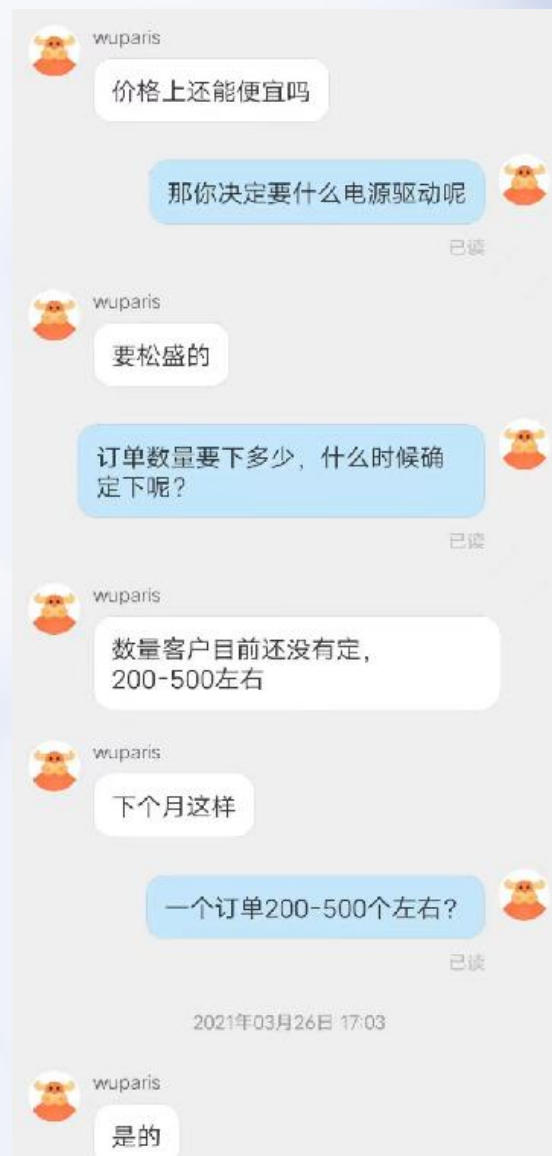 wuparis
价格上还能便宜吗
那你决定要什么电源驱动呢
已读
wuparis
要松盛的
订单数量要下多少，什么时候确
定下呢？
已读
wuparis
数量客户目前还没有定，
200-500左右
wuparis
下个月这样
一个订单200-500个左右？
已读
2021年03月26日 17:03
wuparis
是的